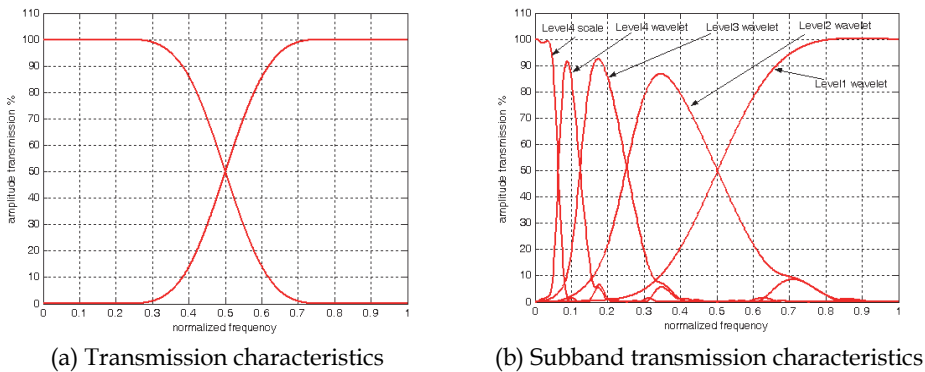 110
100
90
80
70
60
50
40
30
20
10
0
amplitude transmission %
0 0.1 0.2 0.3 0.4 0.5 0.6 0.7 0.8 0.9 1
normalized frequency
(a) Transmission characteristics
110
100
90
80
70
60
50
40
30
20
10
0
amplitude transmission %
Level4 scale
Level4 wavelet
Level3 wavelet
Level2 wavelet
Level1 wavelet
0 0.1 0.2 0.3 0.4 0.5 0.6 0.7 0.8 0.9 1
normalized frequency
(b) Subband transmission characteristics